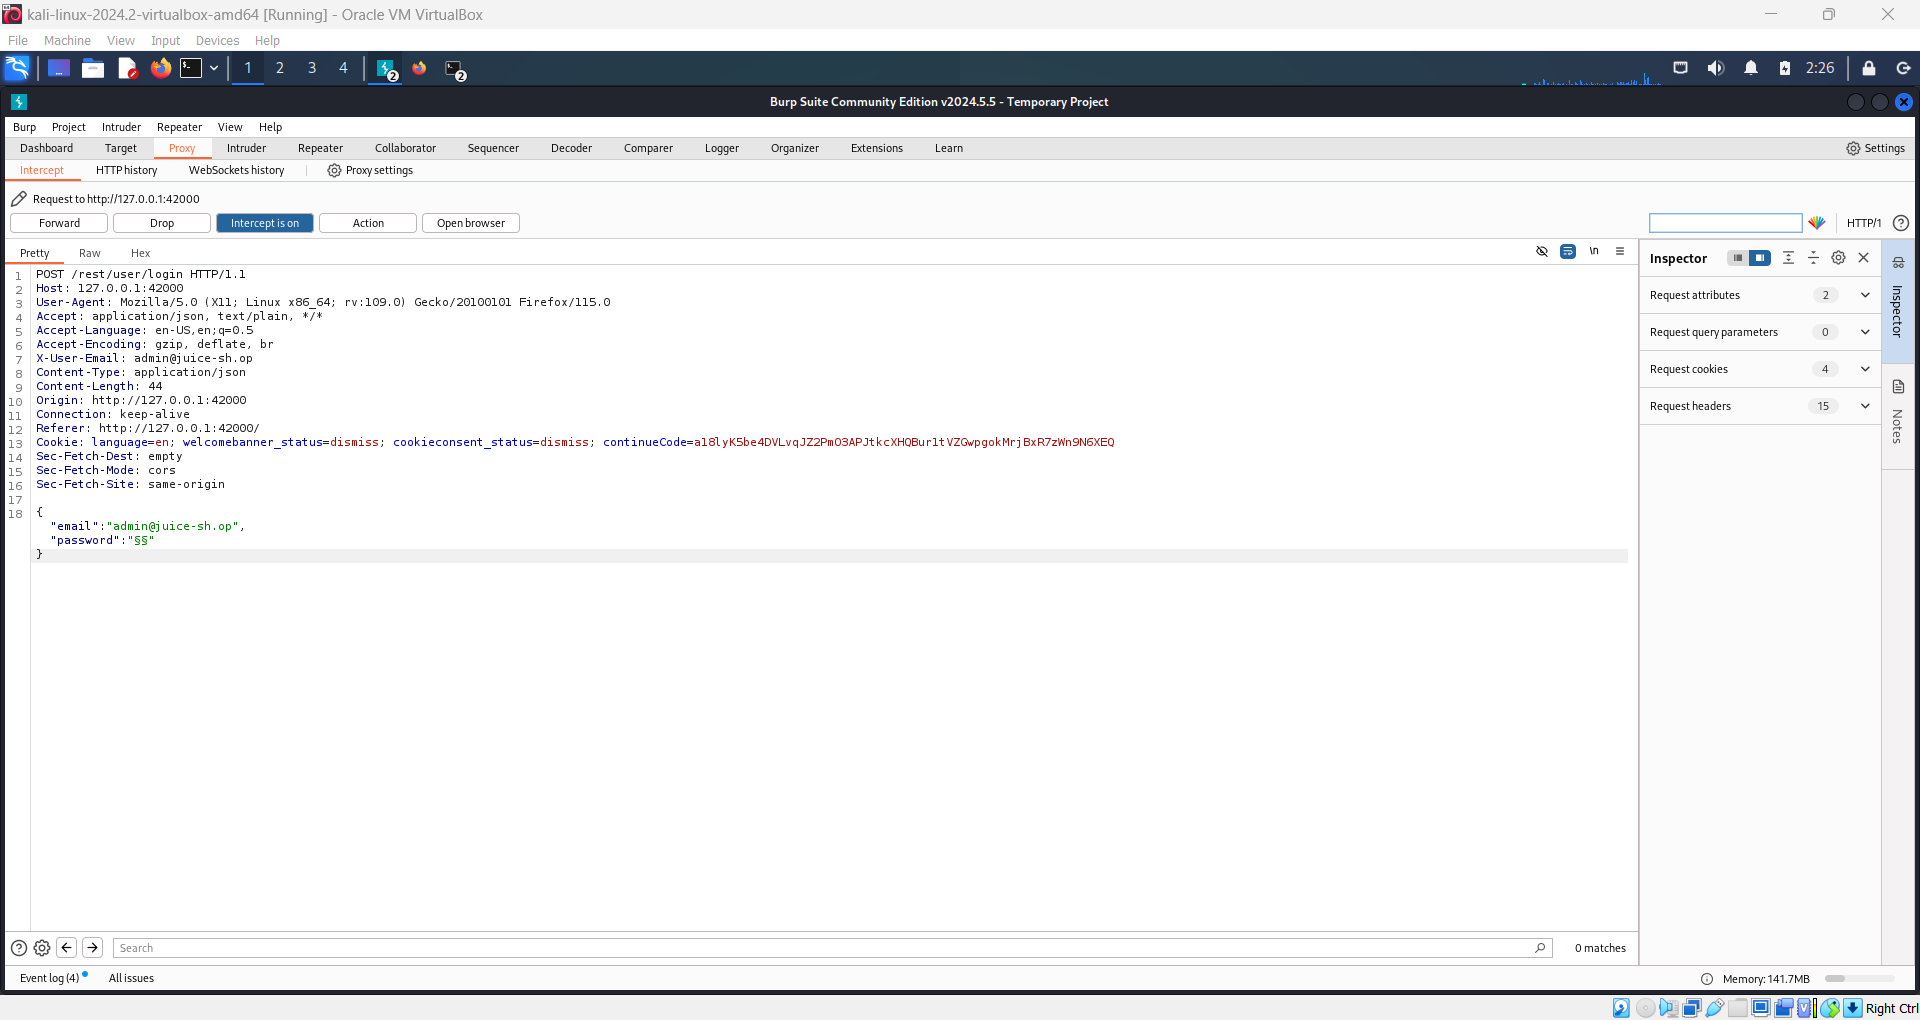 kali-linux-2024.2-virtualbox-amd64 [Running] - Oracle VM VirtualBox
File Machine View Input Devices Help
1 2 3 4 2 2 2:26
Burp Suite Community Edition v2024.5.5 - Temporary Project
Burp Project Intruder Repeater View Help
Dashboard Target Proxy Intruder Repeater Collaborator Sequencer Decoder Comparer Logger Organizer Extensions Learn Settings
Intercept HTTP history WebSockets history Proxy settings
Request to http://127.0.0.1:42000
Forward Drop Intercept is on Action Open browser HTTP/1
Pretty Raw Hex \n
1 POST /rest/user/login HTTP/1.1
2 Host: 127.0.0.1:42000
3 User-Agent: Mozilla/5.0 (X11; Linux x86_64; rv:109.0) Gecko/20100101 Firefox/115.0
4 Accept: application/json, text/plain, */*
5 Accept-Language: en-US,en;q=0.5
6 Accept-Encoding: gzip, deflate, br
7 X-User-Email: admin@juice-sh.op
8 Content-Type: application/json
9 Content-Length: 44
10 Origin: http://127.0.0.1:42000
11 Connection: keep-alive
12 Referer: http://127.0.0.1:42000/
13 Cookie: language=en; welcomebanner_status=dismiss; cookieconsent_status=dismiss; continueCode=a18lyK5be4DVLvqJZ2PmO3APJtkcXHQBur1tVZGwpgokMrjBxR7zWn9N6XEQ
14 Sec-Fetch-Dest: empty
15 Sec-Fetch-Mode: cors
16 Sec-Fetch-Site: same-origin
17
18 {
"email":"admin@juice-sh.op",
"password":"§§"
}
Inspector
Request attributes 2
Request query parameters 0
Request cookies 4
Request headers 15
Inspector
Notes
Search 0 matches
Event log (4) All issues Memory: 141.7MB
Right Ctrl